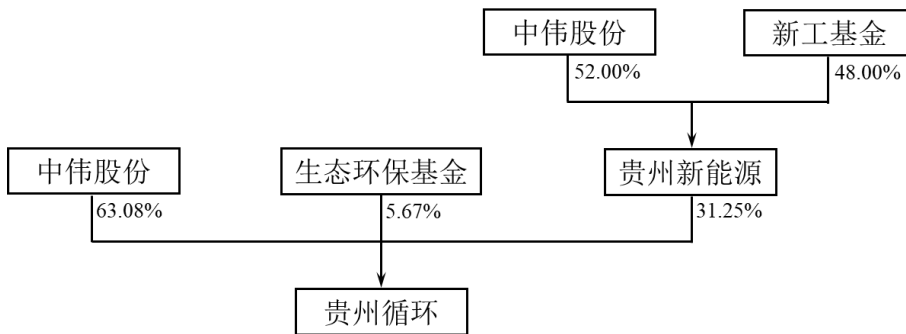 中伟股份
新工基金
52.00%
48.00%
中伟股份
生态环保基金
贵州新能源
63.08%
5.67%
31.25%
贵州循环